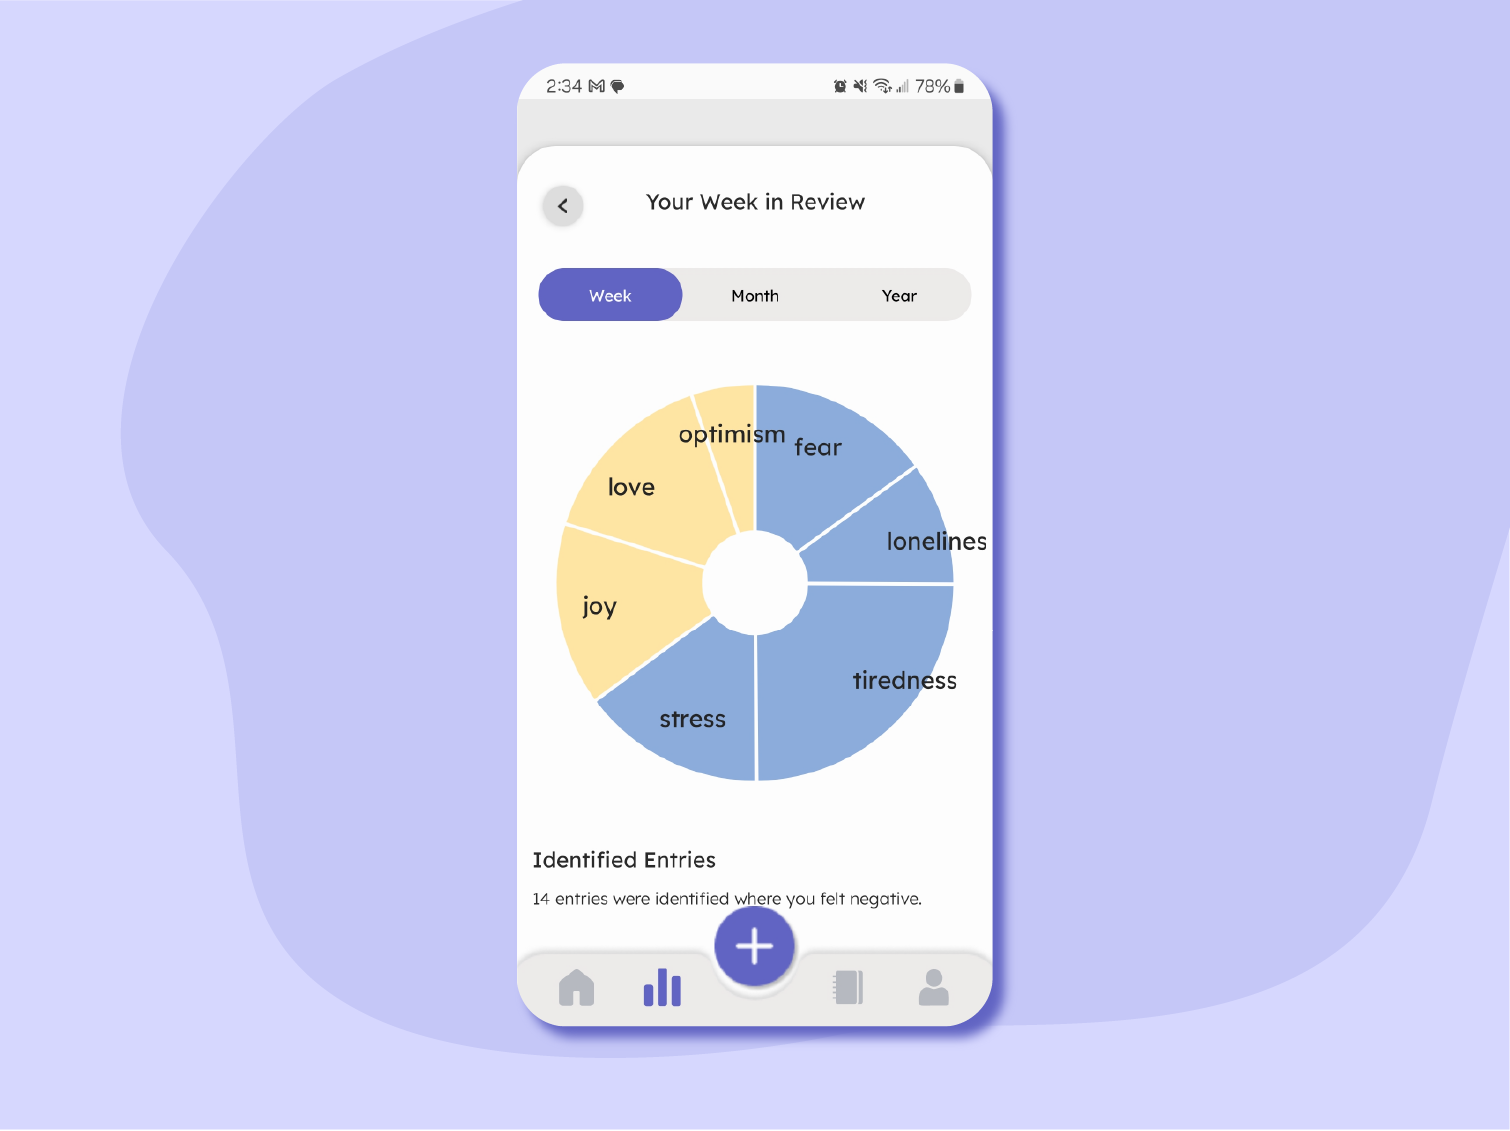 2:34 78%
Your Week in Review
Week Month Year
optimism
fear
love
lonelines
joy
tiredness
stress
Identified Entries
14 entries were identified where you felt negative.